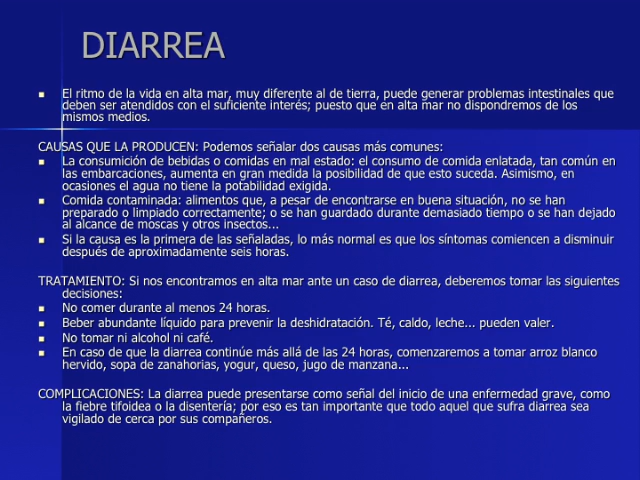 DIARREA
El ritmo de la vida en alta mar, muy diferente al de tierra, puede generar problemas intestinales que
deben ser atendidos con el suficiente interés; puesto que en alta mar no dispondremos de los
mismos medios.
CAUSAS QUE LA PRODUCEN: Podemos señalar dos causas más comunes:
La consumición de bebidas o comidas en mal estado: el consumo de comida enlatada, tan común en
las embarcaciones, aumenta en gran medida la posibilidad de que esto suceda. Asimismo, en
ocasiones el agua no tiene la potabilidad exigida.
Comida contaminada: alimentos que, a pesar de encontrarse en buena situación, no se han
preparado o limpiado correctamente; o se han guardado durante demasiado tiempo o se han dejado
al alcance de moscas y otros insectos...
Si la causa es la primera de las señaladas, lo más normal es que los síntomas comiencen a disminuir
después de aproximadamente seis horas.
TRATAMIENTO: Si nos encontramos en alta mar ante un caso de diarrea, deberemos tomar las siguientes
decisiones:
No comer durante al menos 24 horas.
Beber abundante líquido para prevenir la deshidratación. Té, caldo, leche... pueden valer.
No tomar ni alcohol ni café.
En caso de que la diarrea continúe más allá de las 24 horas, comenzaremos a tomar arroz blanco
hervido, sopa de zanahorias, yogur, queso, jugo de manzana...
COMPLICACIONES: La diarrea puede presentarse como señal del inicio de una enfermedad grave, como
la fiebre tifoidea o la disentería; por eso es tan importante que todo aquel que sufra diarrea sea
vigilado de cerca por sus compañeros.